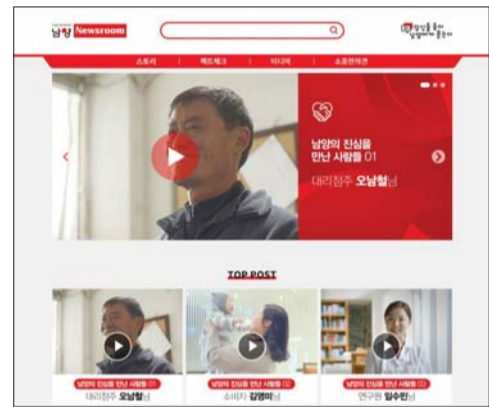 남양 Newsroom
스토리 | 팩트체크 | 미디어 | 소중한의견
남양의 진심을
만난 사람들 01
대리점주 오남철님
TOP POST
남양의 진심을 만난 사람들 01
대리점주 오남철님
남양의 진심을 만난 사람들 02
소비자 김영미님
남양의 진심을 만난 사람들 03
연구원 임수민님